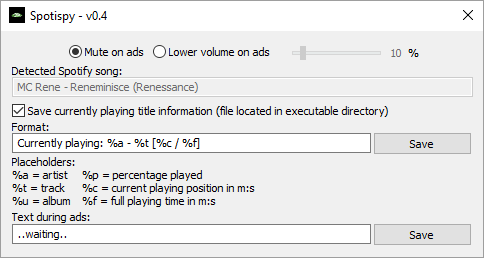 Spotispy - v0.4
Mute on ads Lower volume on ads 10 %
Detected Spotify song:
MC Rene - Reneminisce (Renessance)
Save currently playing title information (file located in executable directory)
Format:
Currently playing: %a - %t [%c / %f] Save
Placeholders:
%a = artist %p = percentage played
%t = track %c = current playing position in m:s
%u = album %f = full playing time in m:s
Text during ads:
..waiting.. Save